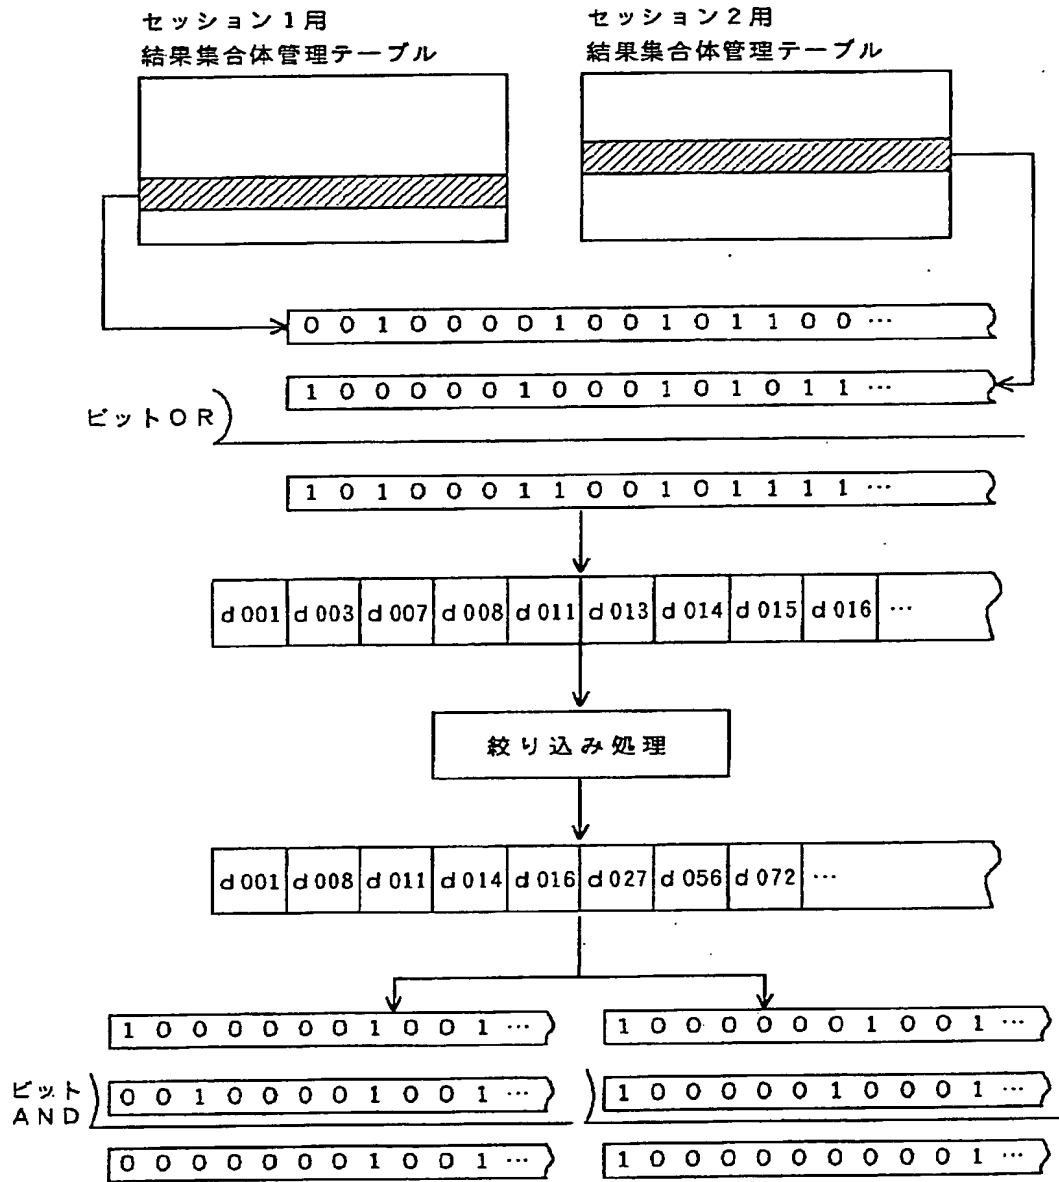 セッション1用
結果集合体管理テーブル
セッション2用
結果集合体管理テーブル
0 0 1 0 0 0 0 1 0 0 1 0 1 1 0 0 …
1 0 0 0 0 0 1 0 0 0 1 0 1 0 1 1 …
ビットOR
1 0 1 0 0 0 1 1 0 0 1 0 1 1 1 1 …
d001 d003 d007 d008 d011 d013 d014 d015 d016 …
絞り込み処理
d001 d008 d011 d014 d016 d027 d056 d072 …
1 0 0 0 0 0 0 1 0 0 1 …
1 0 0 0 0 0 0 1 0 0 1 …
ビット
AND
0 0 1 0 0 0 0 1 0 0 1 …
1 0 0 0 0 0 1 0 0 0 1 …
0 0 0 0 0 0 0 1 0 0 1 …
1 0 0 0 0 0 0 0 0 0 1 …